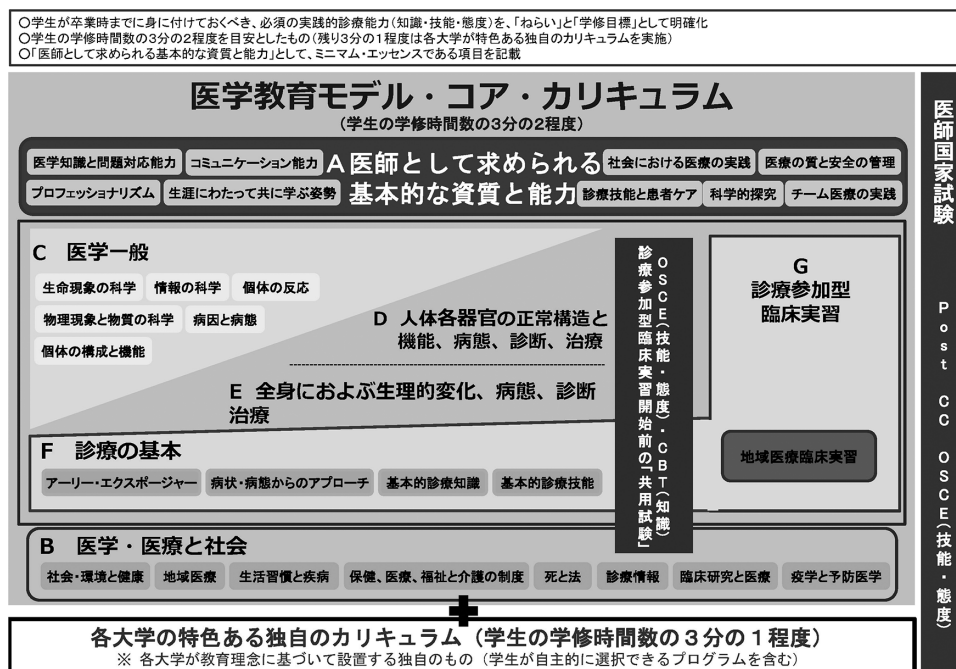 ○学生が卒業時までに身に付けておくべき、必須の実践的診療能力（知識・技能・態度）を、「ねらい」と「学修目標」として明確化
○学生の学修時間数の3分の2程度を目安としたもの（残り3分の1程度は各大学が特色ある独自のカリキュラムを実施）
○「医師として求められる基本的な資質と能力」として、ミニマム・エッセンスである項目を記載
医学教育モデル・コア・カリキュラム
（学生の学修時間数の3分の2程度）
A 医師として求められる
基本的な資質と能力
医学知識と問題対応能力
コミュニケーション能力
社会における医療の実践
医療の質と安全の管理
プロフェッショナリズム
生涯にわたって共に学ぶ姿勢
診療技能と患者ケア
科学的探究
チーム医療の実践
C 医学一般
生命現象の科学
情報の科学
個体の反応
物理現象と物質の科学
病因と病態
個体の構成と機能
D 人体各器官の正常構造と
機能、病態、診断、治療
E 全身におよぶ生理的変化、病態、診断
治療
F 診療の基本
アーリー・エクスポージャー
病状・病態からのアプローチ
基本的診療知識
基本的診療技能
診療参加型臨床実習開始前の「共用試験」
OSCE（技能・態度）・CBT（知識）
G
診療参加型
臨床実習
地域医療臨床実習
B 医学・医療と社会
社会・環境と健康
地域医療
生活習慣と疾病
保健、医療、福祉と介護の制度
死と法
診療情報
臨床研究と医療
疫学と予防医学
医師国家試験
Post CC OSCE（技能・態度）
+
各大学の特色ある独自のカリキュラム（学生の学修時間数の３分の１程度）
※ 各大学が教育理念に基づいて設置する独自のもの（学生が自主的に選択できるプログラムを含む）